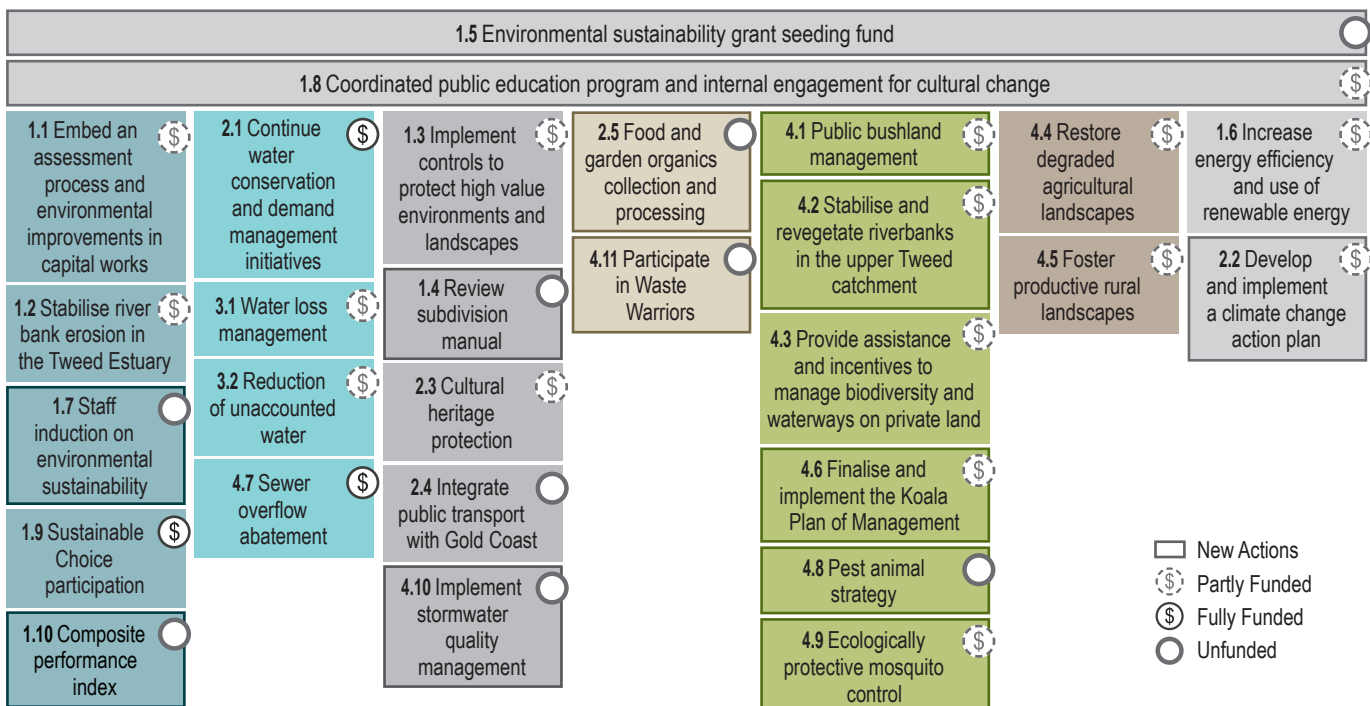 1.5 Environmental sustainability grant seeding fund
1.8 Coordinated public education program and internal engagement for cultural change
$
1.1 Embed an
assessment
process and
environmental
improvements in
capital works
$
1.2 Stabilise river
bank erosion in
the Tweed Estuary
$
1.7 Staff
induction on
environmental
sustainability
1.9 Sustainable
Choice
participation
$
1.10 Composite
performance
index
2.1 Continue
water
conservation
and demand
management
initiatives
$
3.1 Water loss
management
$
3.2 Reduction
of unaccounted
water
$
4.7 Sewer
overflow
abatement
$
1.3 Implement
controls to
protect high value
environments and
landscapes
$
1.4 Review
subdivision
manual
2.3 Cultural
heritage
protection
$
2.4 Integrate
public transport
with Gold Coast
4.10 Implement
stormwater
quality
management
2.5 Food and
garden organics
collection and
processing
4.11 Participate
in Waste
Warriors
4.1 Public bushland
management
$
4.2 Stabilise and
revegetate riverbanks
in the upper Tweed
catchment
$
4.3 Provide assistance
and incentives to
manage biodiversity and
waterways on private land
$
4.6 Finalise and
implement the Koala
Plan of Management
$
4.8 Pest animal
strategy
4.9 Ecologically
protective mosquito
control
$
4.4 Restore
degraded
agricultural
landscapes
$
4.5 Foster
productive rural
landscapes
$
1.6 Increase
energy efficiency
and use of
renewable energy
$
2.2 Develop
and implement
a climate change
action plan
$
New Actions
$ Partly Funded
$ Fully Funded
Unfunded